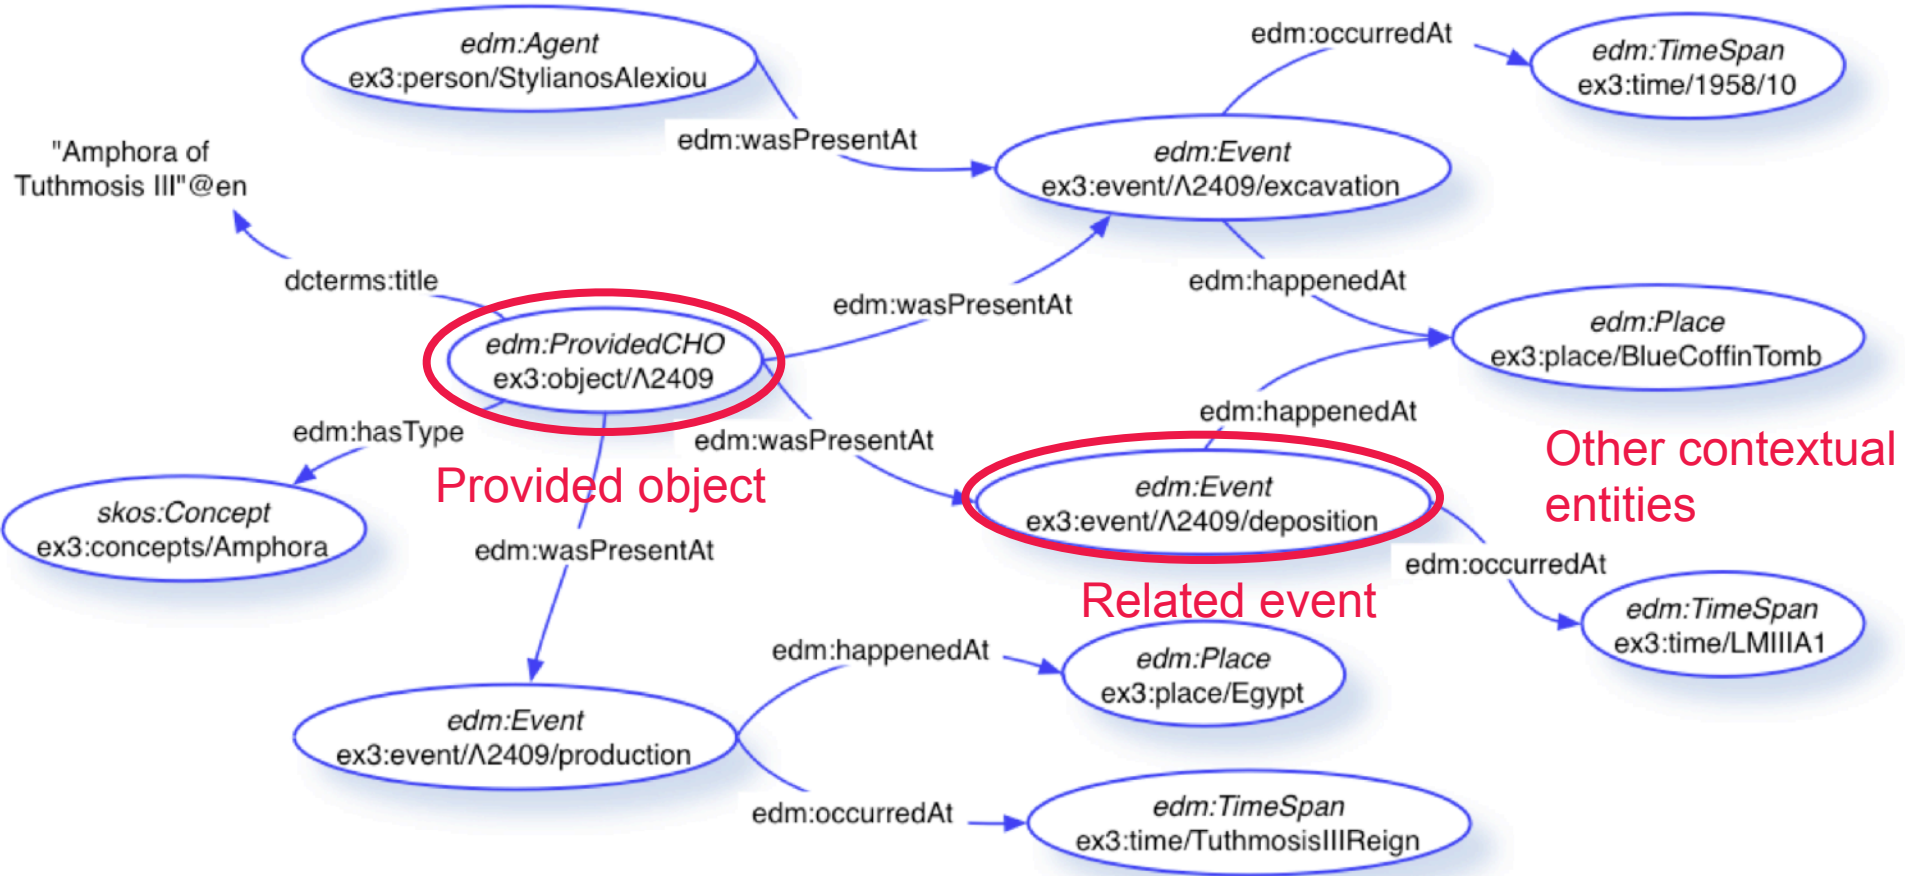 edm:Agent
ex3:person/StylianosAlexiou
edm:occurredAt
edm:TimeSpan
ex3:time/1958/10
edm:wasPresentAt
edm:Event
ex3:event/Λ2409/excavation
"Amphora of
Tuthmosis III"@en
dcterms:title
edm:wasPresentAt
edm:happenedAt
edm:ProvidedCHO
ex3:object/Λ2409
edm:Place
ex3:place/BlueCoffinTomb
edm:hasType
edm:wasPresentAt
edm:happenedAt
Other contextual
entities
Provided object
skos:Concept
ex3:concepts/Amphora
edm:Event
ex3:event/Λ2409/deposition
edm:wasPresentAt
edm:occurredAt
Related event
edm:TimeSpan
ex3:time/LMIIIA1
edm:happenedAt
edm:Place
ex3:place/Egypt
edm:Event
ex3:event/Λ2409/production
edm:occurredAt
edm:TimeSpan
ex3:time/TuthmosisIIIReign